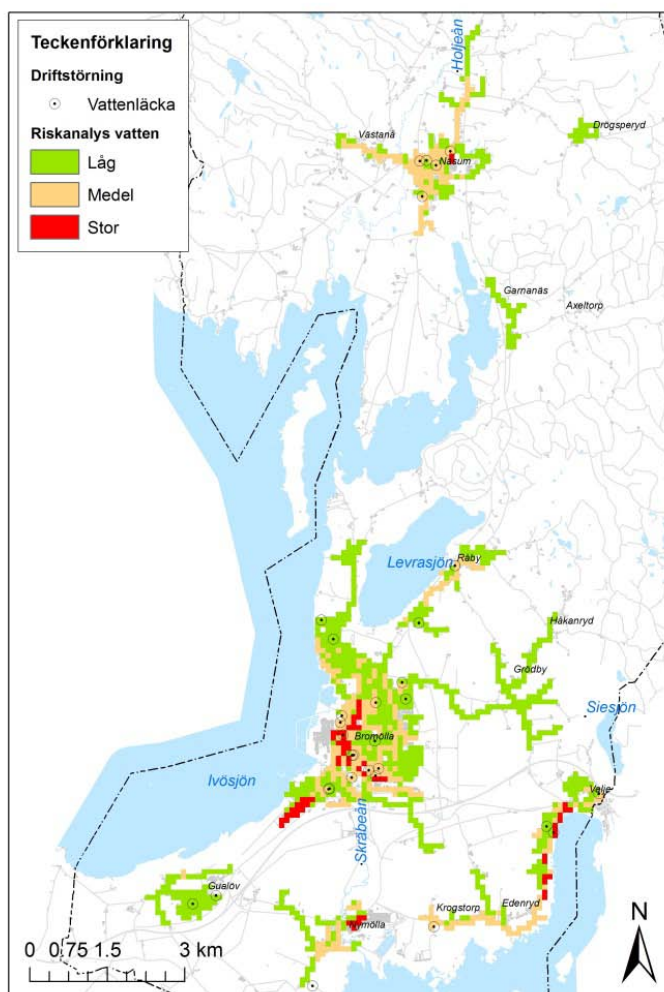 Teckenförklaring
Driftstörning
Vattenläcka
Riskanalys vatten
Låg
Medel
Stor
Holjeån
Drögsperyd
Västanå
Näsum
Garnanäs
Axeltorp
Levrasjön
Råby
Håkanryd
Grödby
Siesjön
Bromölla
Ivösjön
Valje
Skräbeån
Gualöv
Krogstorp
Edenryd
Nymölla
0 0.75 1.5 3 km
N